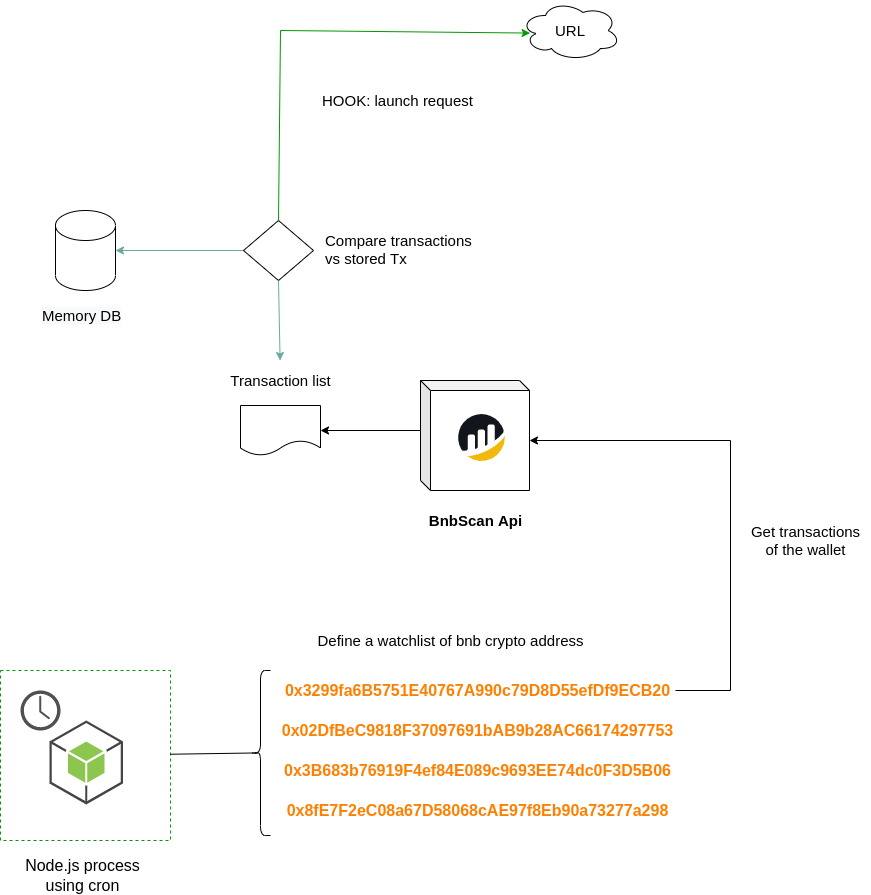 URL
HOOK: launch request
Compare transactions
vs stored Tx
Memory DB
Transaction list
BnbScan Api
Get transactions
of the wallet
Define a watchlist of bnb crypto address
0x3299fa6B5751E40767A990c79D8D55efDf9ECB20
0x02DfBeC9818F37097691bAB9b28AC66174297753
0x3B683b76919F4ef84E089c9693EE74dc0F3D5B06
0x8fE7F2eC08a67D58068cAE97f8Eb90a73277a298
Node.js process
using cron